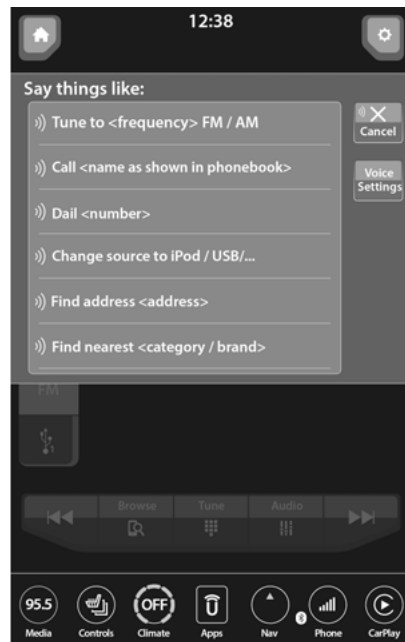 12:38
Say things like:
Tune to <frequency> FM / AM
Cancel
Call <name as shown in phonebook>
Voice
Settings
Dail <number>
Change source to iPod / USB/...
Find address <address>
Find nearest <category / brand>
FM
1
Browse Tune Audio
95.5 OFF
Media Controls Climate Apps Nav Phone CarPlay